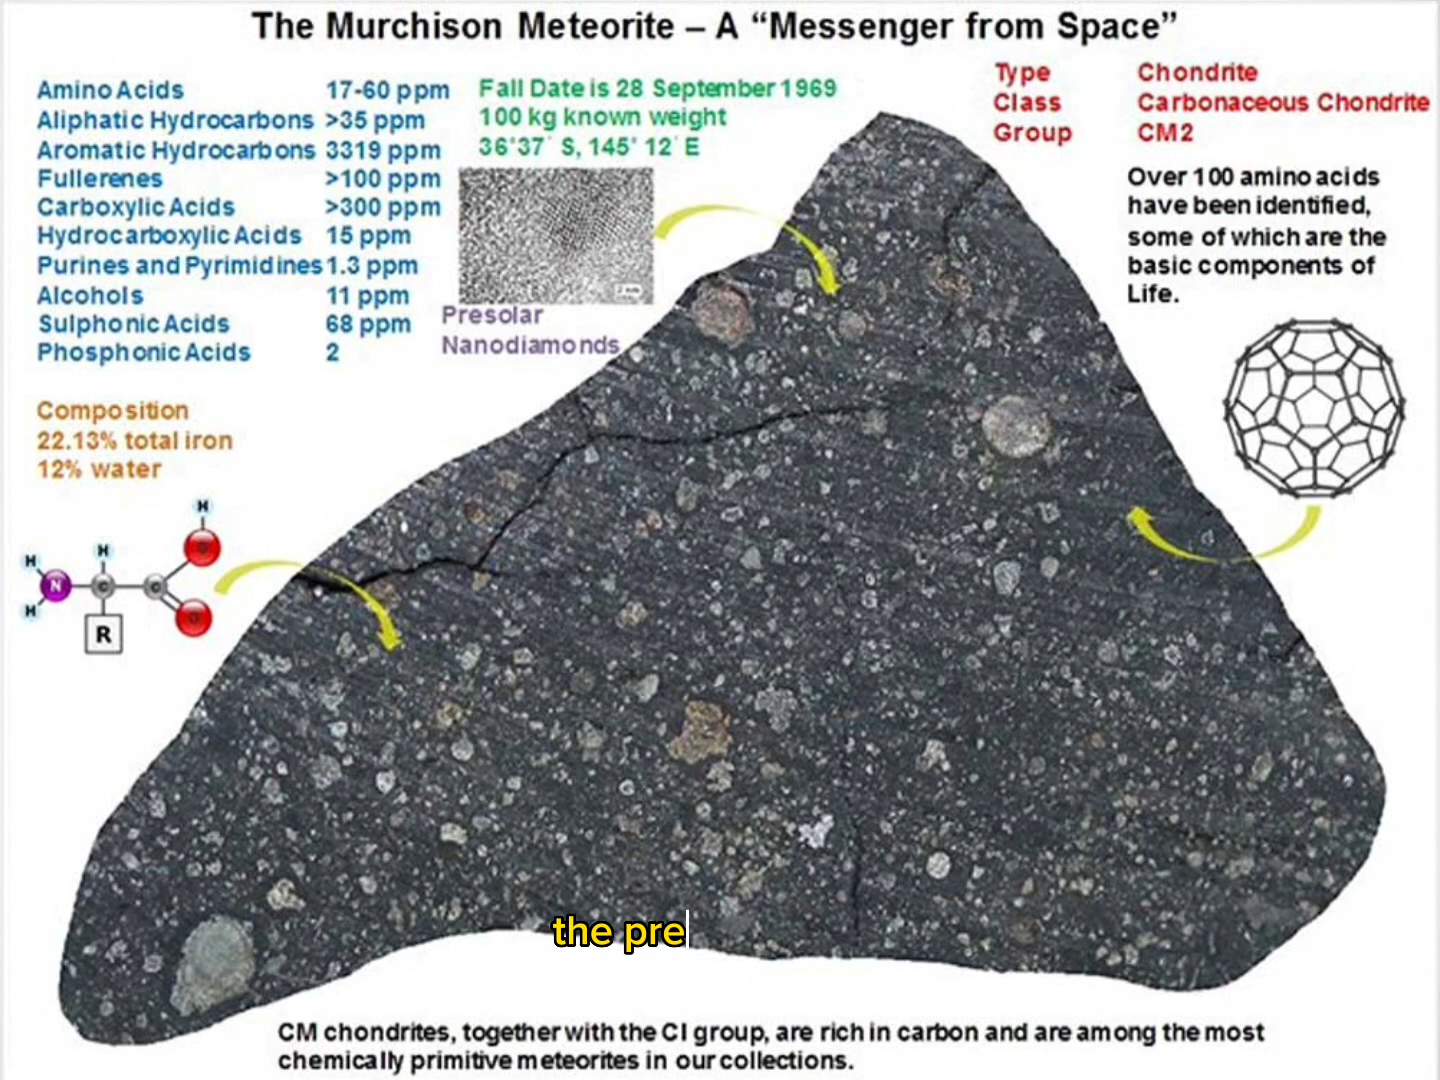 The Murchison Meteorite – A “Messenger from Space”
Amino Acids 17-60 ppm
Aliphatic Hydrocarbons >35 ppm
Aromatic Hydrocarbons 3319 ppm
Fullerenes >100 ppm
Carboxylic Acids >300 ppm
Hydrocarboxylic Acids 15 ppm
Purines and Pyrimidines 1.3 ppm
Alcohols 11 ppm
Sulphonic Acids 68 ppm
Phosphonic Acids 2
Fall Date is 28 September 1969
100 kg known weight
36°37´ S, 145° 12´ E
Presolar
Nanodiamonds
Type Chondrite
Class Carbonaceous Chondrite
Group CM2
Over 100 amino acids
have been identified,
some of which are the
basic components of
Life.
Composition
22.13% total iron
12% water
H
H
H
N
C
C
O
H
O
R
the pre
CM chondrites, together with the CI group, are rich in carbon and are among the most
chemically primitive meteorites in our collections.